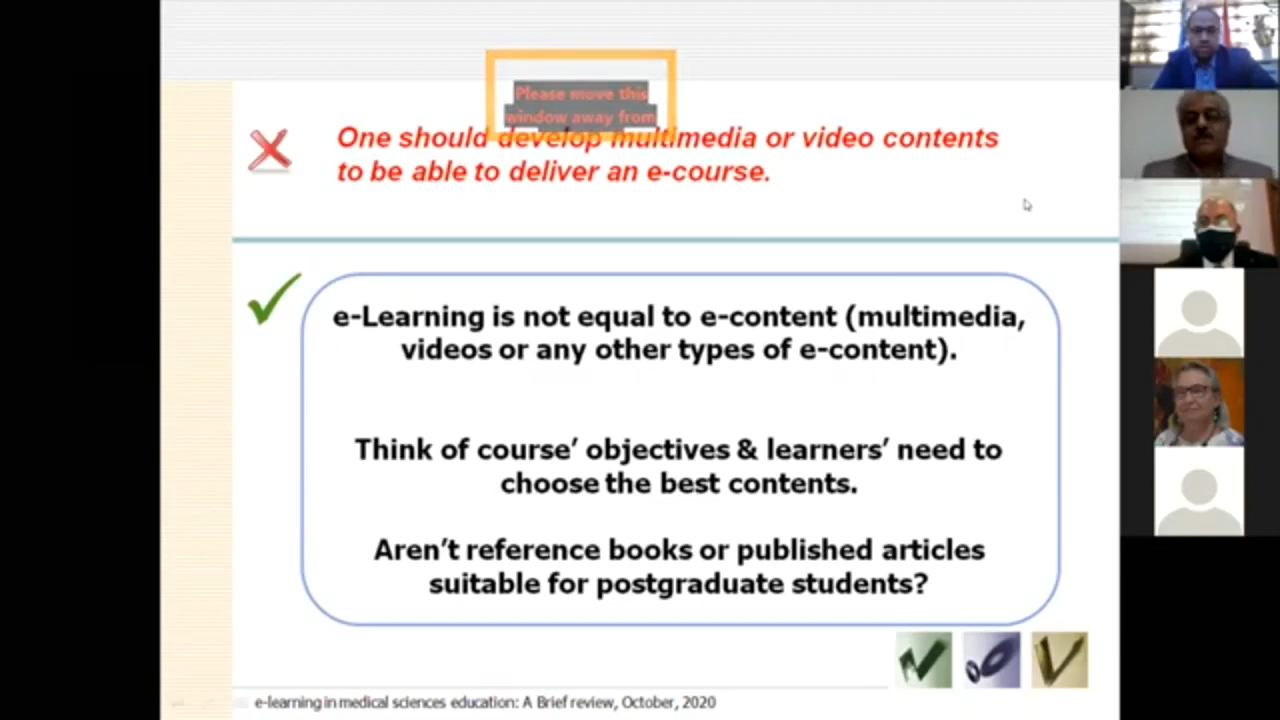 Please move this
window away from
One should develop multimedia or video contents
to be able to deliver an e-course.
e-Learning is not equal to e-content (multimedia,
videos or any other types of e-content).
Think of course’ objectives & learners’ need to
choose the best contents.
Aren’t reference books or published articles
suitable for postgraduate students?
e-learning in medical sciences education: A Brief review, October, 2020